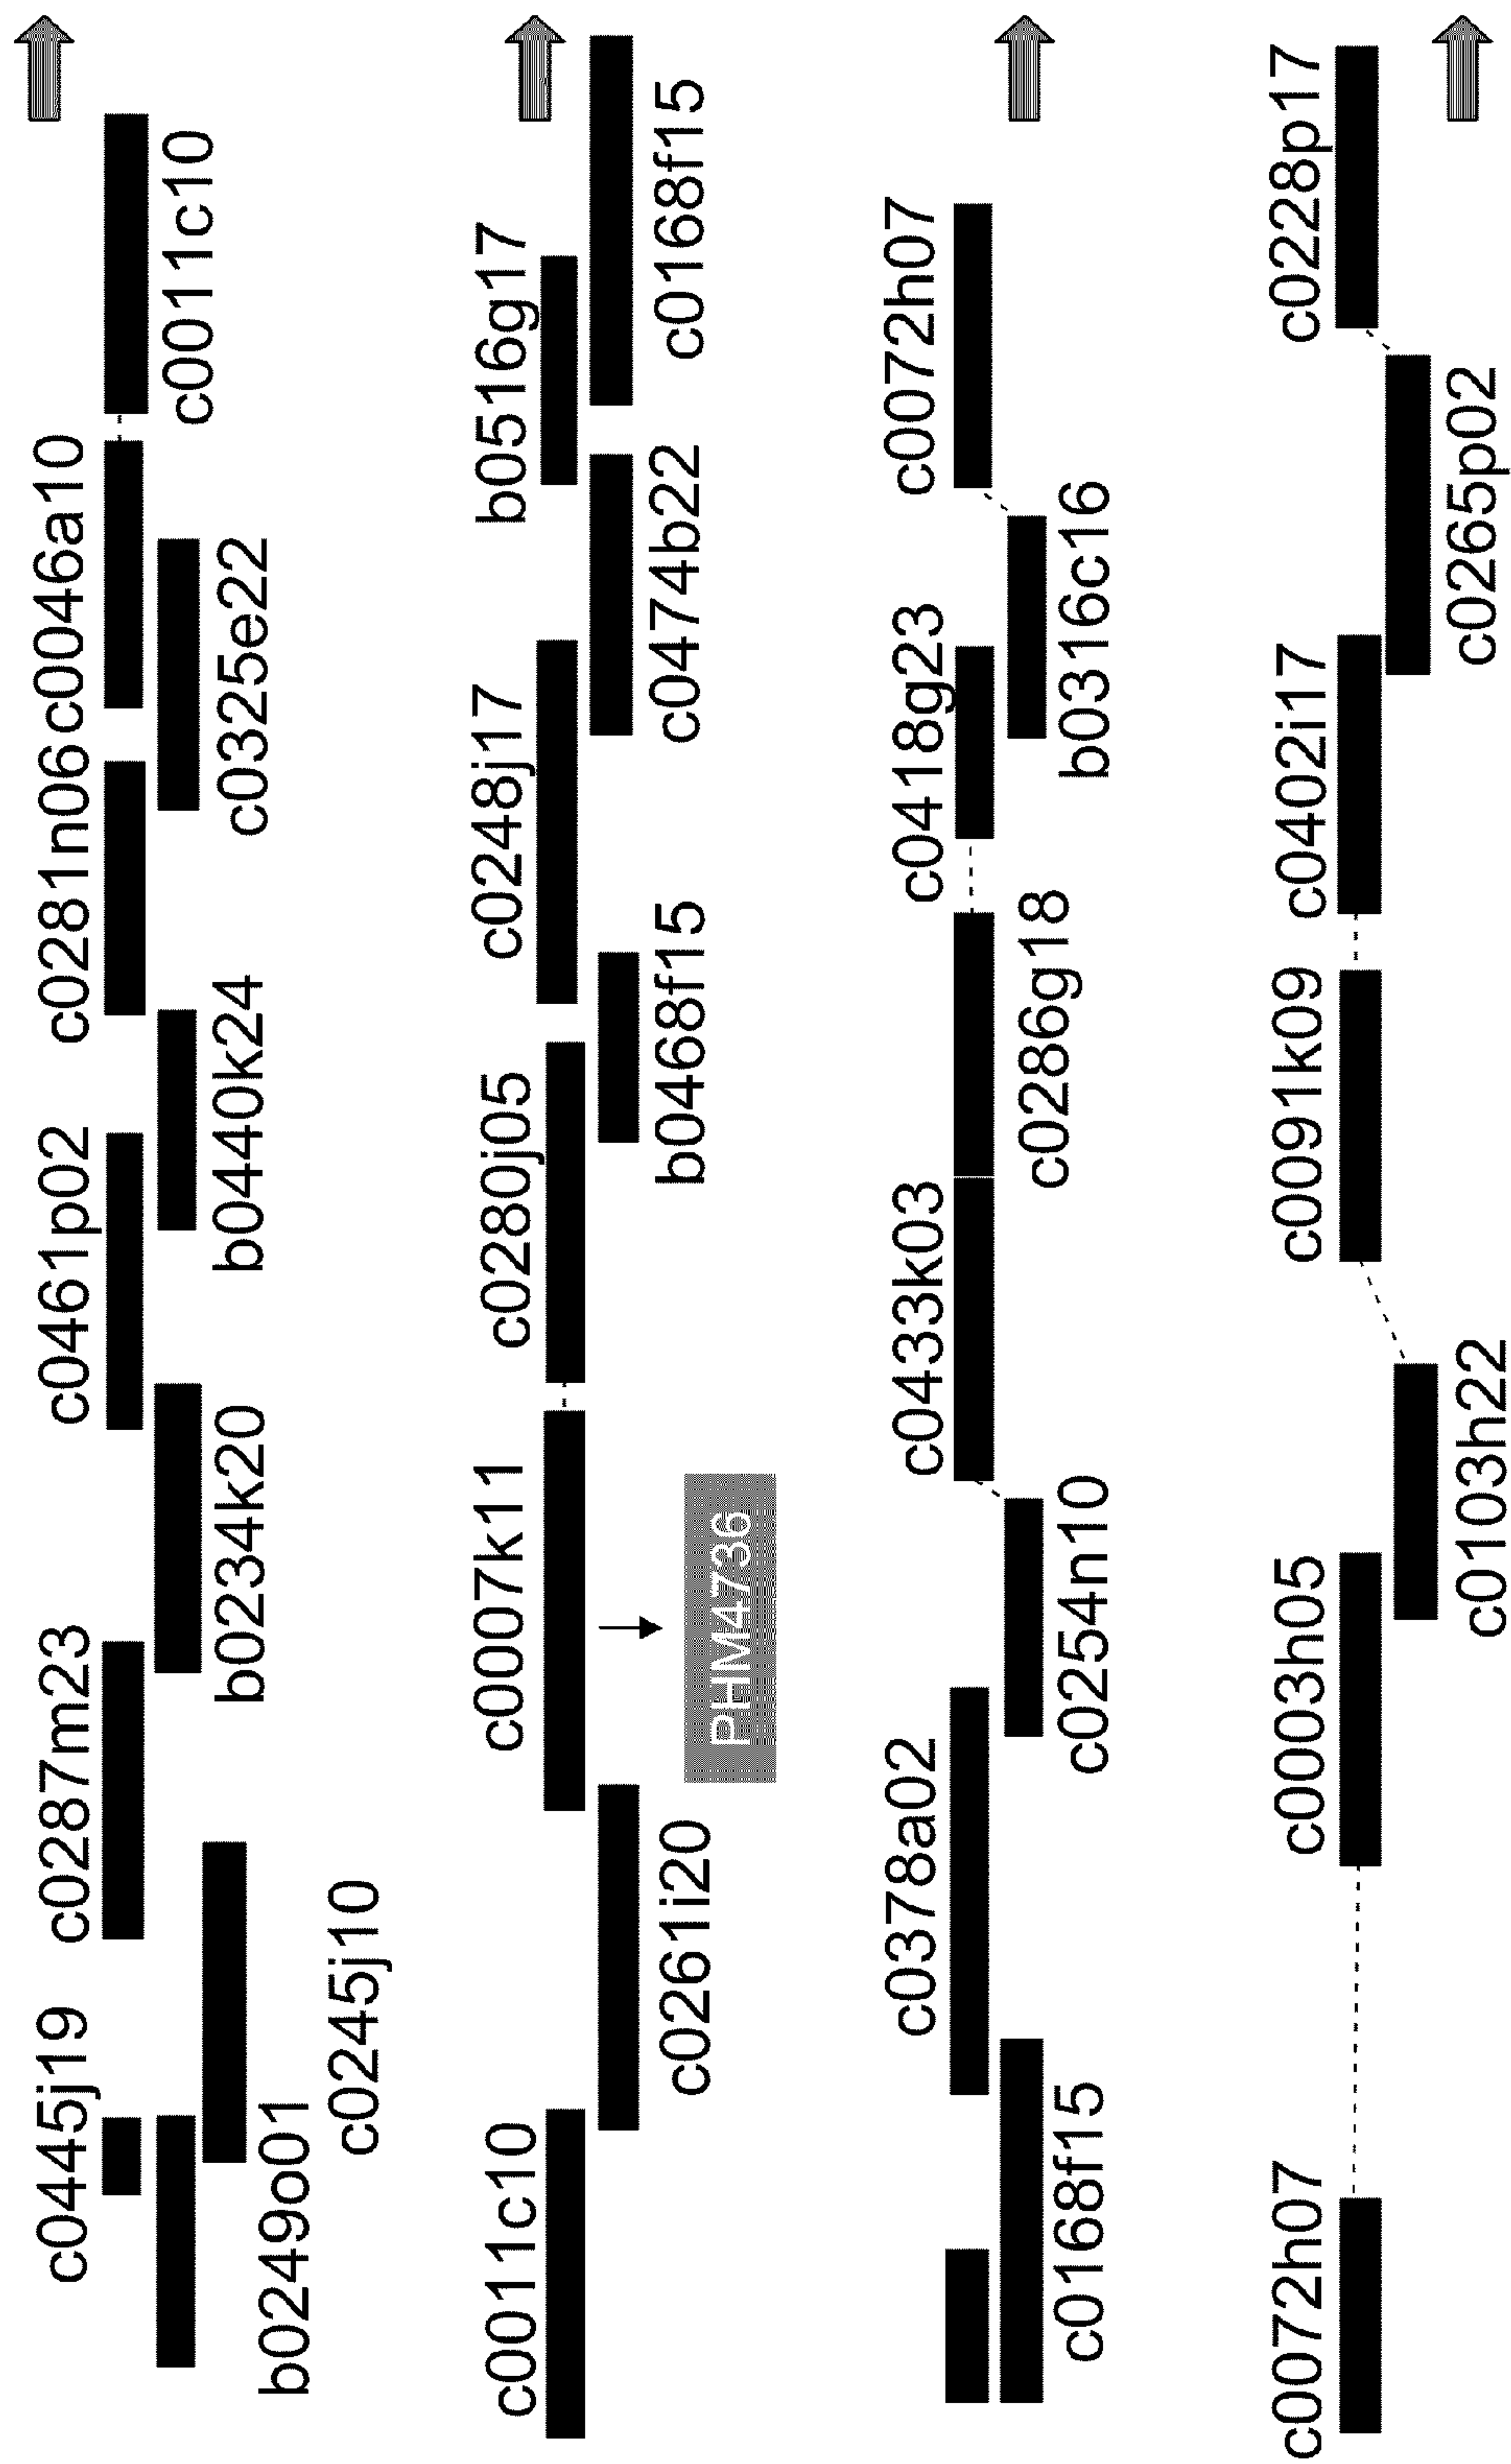 c0445j19 c0287m23 c0461p02 c0281n06 c0046a10
b0249o01 b0234k20 b0440k24 c0325e22 c0011c10
c0245j10
c0011c10 c0007k11 c0280j05 c0248j17 b0516g17
c0261i20 b0468f15 c0474b22 c0168f15
PHM4736
c0378a02 c0433k03 c0418g23 c0072h07
c0168f15 c0254n10 c0286g18 b0316c16
c0072h07 c0003h05 c0091k09 c0402i17 c0228p17
c0103h22 c0265p02